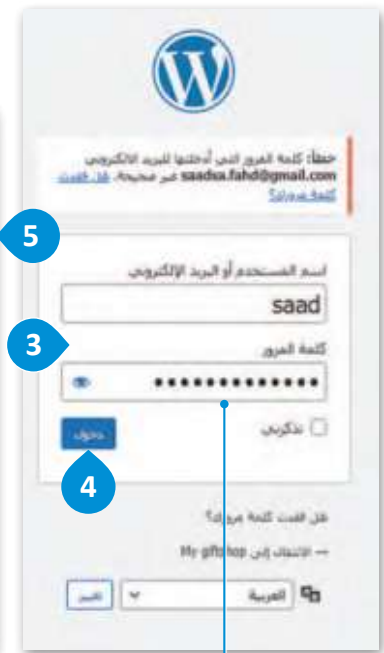 خطأ: كلمة المرور التي أدخلتها للبريد الالكتروني
saadsa.fahd@gmail.com غير صحيحة. هل فقدت
كلمة مرورك؟
5
اسم المستخدم أو البريد الإلكتروني
saad
3
كلمة المرور
•••••••••••••
تذكرني
دخول
4
هل فقدت كلمة مرورك؟
← الانتقال إلى My giftshop
العربية
تغيير